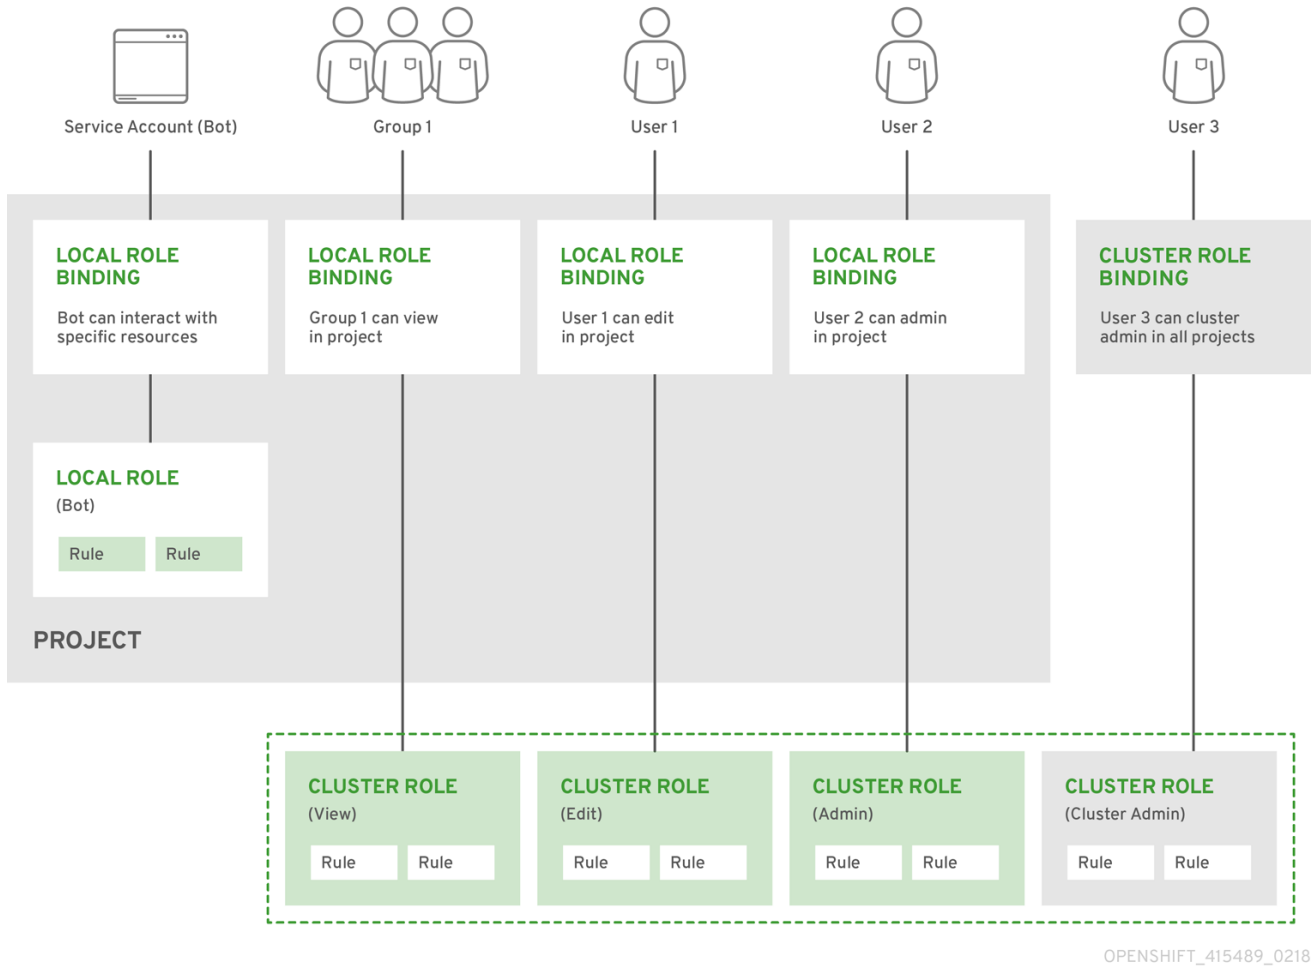 Service Account (Bot)
Group 1
User 1
User 2
User 3
LOCAL ROLE
BINDING
Bot can interact with
specific resources
LOCAL ROLE
BINDING
Group 1 can view
in project
LOCAL ROLE
BINDING
User 1 can edit
in project
LOCAL ROLE
BINDING
User 2 can admin
in project
CLUSTER ROLE
BINDING
User 3 can cluster
admin in all projects
LOCAL ROLE
(Bot)
Rule
Rule
PROJECT
CLUSTER ROLE
(View)
Rule
Rule
CLUSTER ROLE
(Edit)
Rule
Rule
CLUSTER ROLE
(Admin)
Rule
Rule
CLUSTER ROLE
(Cluster Admin)
Rule
Rule
OPENSHIFT_415489_0218